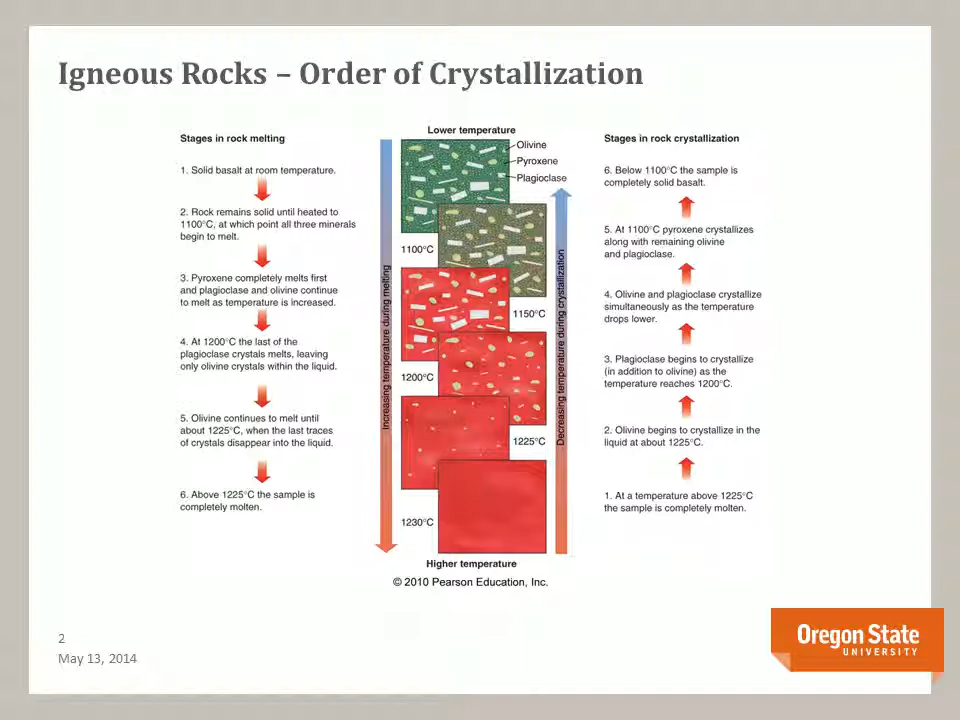 Igneous Rocks – Order of Crystallization
Stages in rock melting
1. Solid basalt at room temperature.
2. Rock remains solid until heated to
1100°C, at which point all three minerals
begin to melt.
3. Pyroxene completely melts first
and plagioclase and olivine continue
to melt as temperature is increased.
4. At 1200°C the last of the
plagioclase crystals melts, leaving
only olivine crystals within the liquid.
5. Olivine continues to melt until
about 1225°C, when the last traces
of crystals disappear into the liquid.
6. Above 1225°C the sample is
completely molten.
Increasing temperature during melting
Lower temperature
Olivine
Pyroxene
Plagioclase
1100°C
1150°C
1200°C
1225°C
1230°C
Higher temperature
© 2010 Pearson Education, Inc.
Decreasing temperature during crystallization
Stages in rock crystallization
6. Below 1100°C the sample is
completely solid basalt.
5. At 1100°C pyroxene crystallizes
along with remaining olivine
and plagioclase.
4. Olivine and plagioclase crystallize
simultaneously as the temperature
drops lower.
3. Plagioclase begins to crystallize
(in addition to olivine) as the
temperature reaches 1200°C.
2. Olivine begins to crystallize in the
liquid at about 1225°C.
1. At a temperature above 1225°C
the sample is completely molten.
2
May 13, 2014
Oregon State
UNIVERSITY